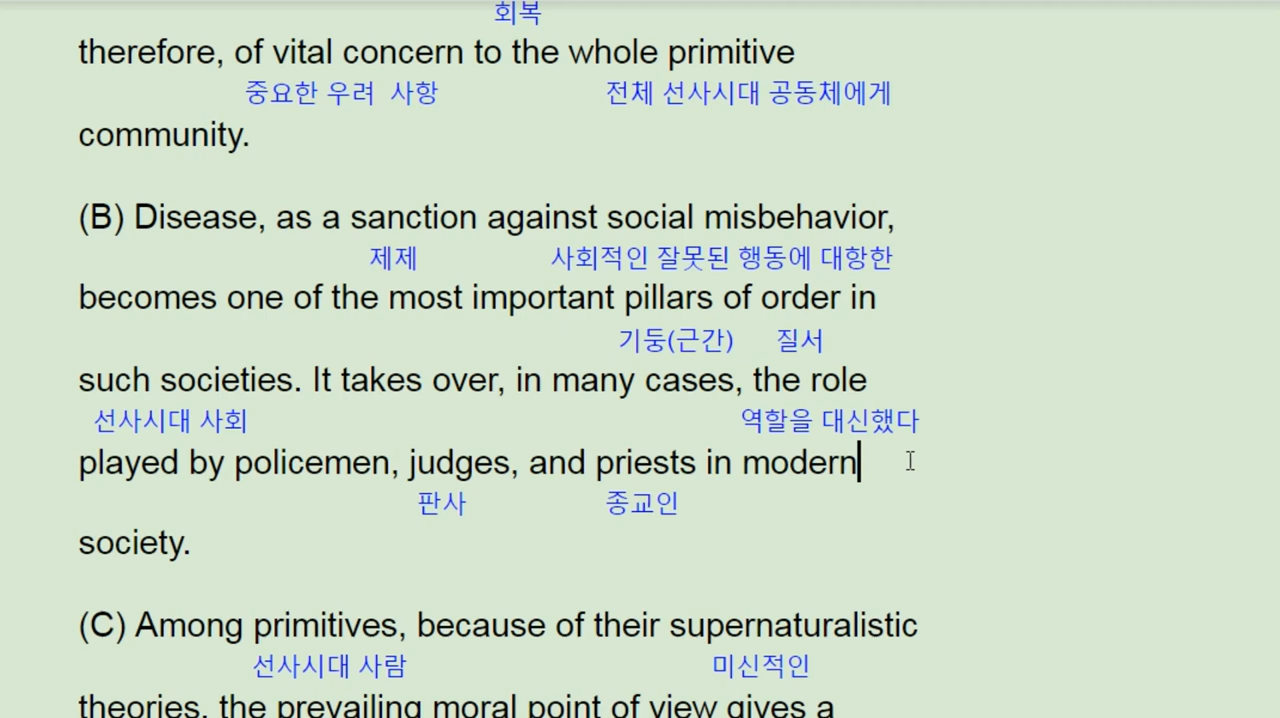 회복
therefore, of vital concern to the whole primitive
중요한 우려 사항 전체 선사시대 공동체에게
community.
(B) Disease, as a sanction against social misbehavior,
제제 사회적인 잘못된 행동에 대항한
becomes one of the most important pillars of order in
기둥(근간) 질서
such societies. It takes over, in many cases, the role
선사시대 사회 역할을 대신했다
played by policemen, judges, and priests in modern
판사 종교인
society.
(C) Among primitives, because of their supernaturalistic
선사시대 사람 미신적인
theories, the prevailing moral point of view gives a